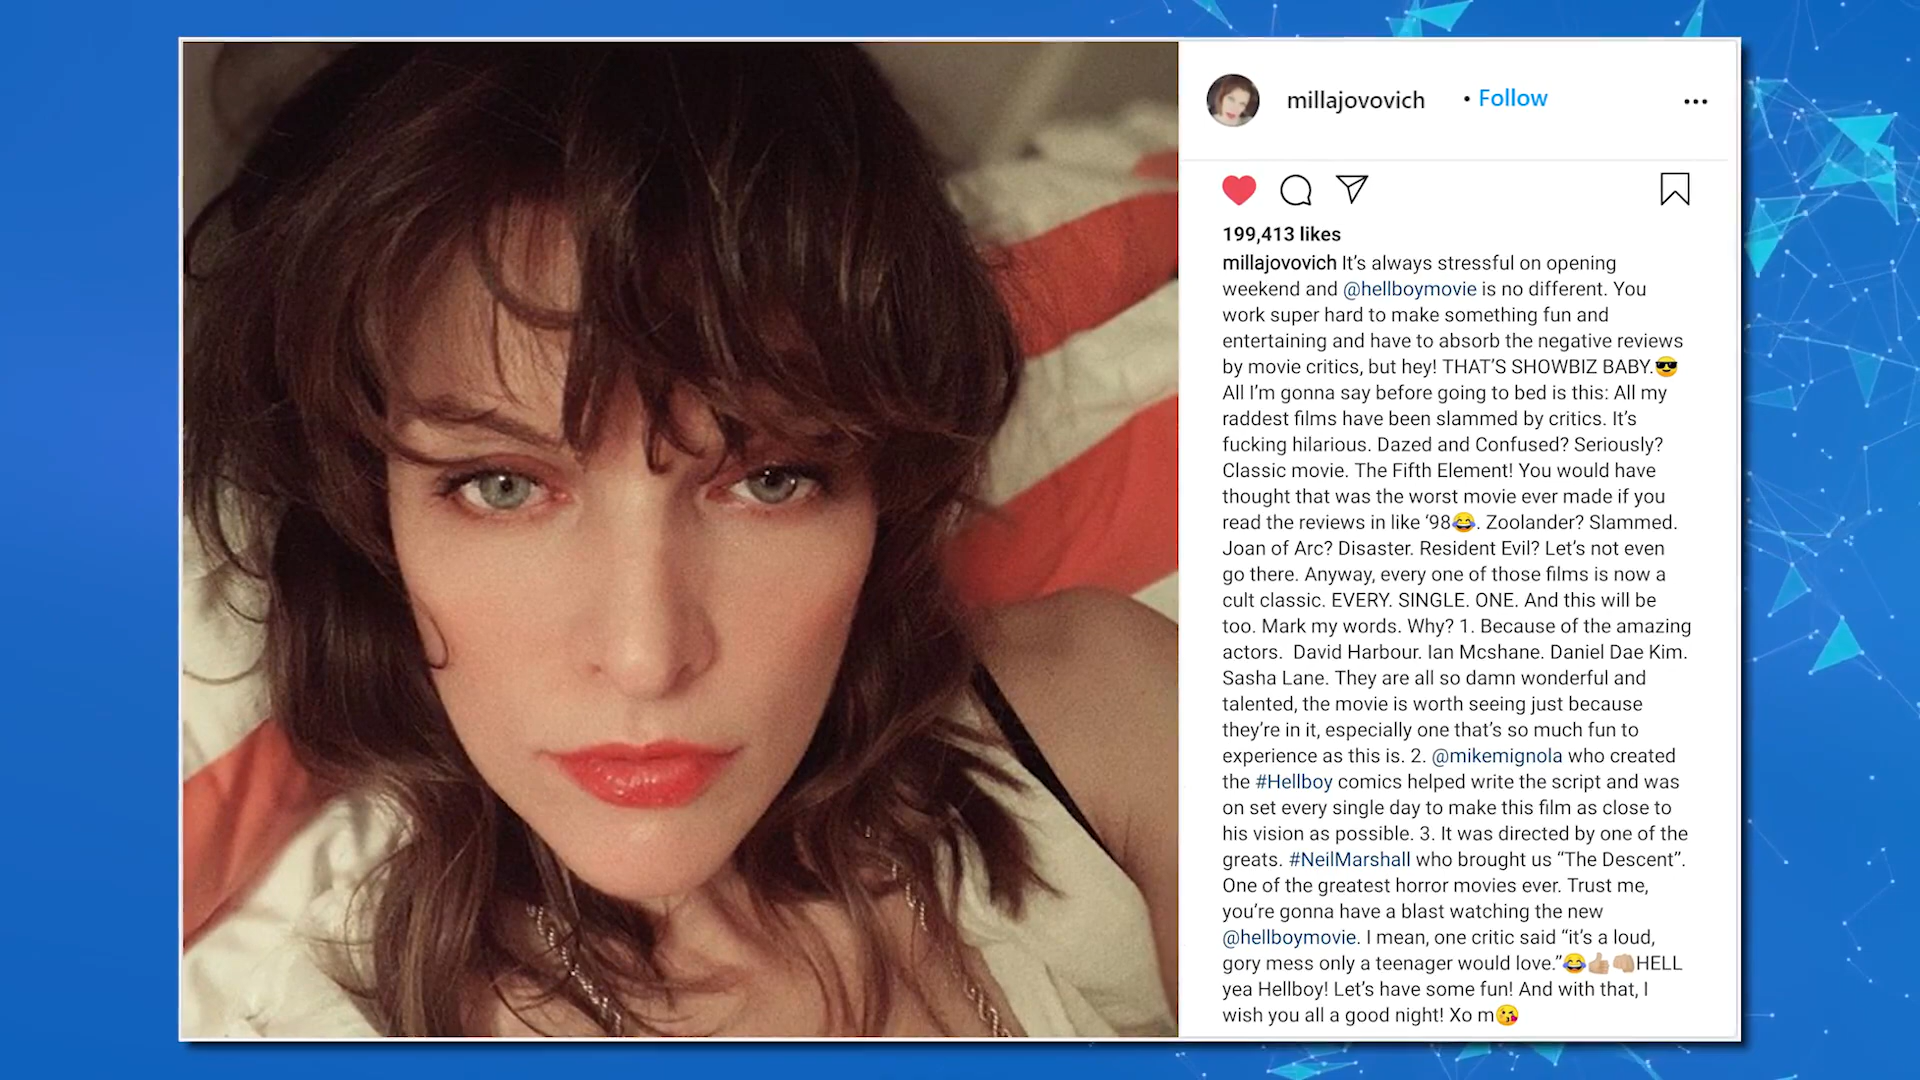 millajovovich • Follow
199,413 likes
millajovovich It’s always stressful on opening
weekend and @hellboymovie is no different. You
work super hard to make something fun and
entertaining and have to absorb the negative reviews
by movie critics, but hey! THAT’S SHOWBIZ BABY.😎
All I’m gonna say before going to bed is this: All my
raddest films have been slammed by critics. It’s
fucking hilarious. Dazed and Confused? Seriously?
Classic movie. The Fifth Element! You would have
thought that was the worst movie ever made if you
read the reviews in like ‘98😂. Zoolander? Slammed.
Joan of Arc? Disaster. Resident Evil? Let’s not even
go there. Anyway, every one of those films is now a
cult classic. EVERY. SINGLE. ONE. And this will be
too. Mark my words. Why? 1. Because of the amazing
actors.  David Harbour. Ian Mcshane. Daniel Dae Kim.
Sasha Lane. They are all so damn wonderful and
talented, the movie is worth seeing just because
they’re in it, especially one that’s so much fun to
experience as this is. 2. @mikemignola who created
the #Hellboy comics helped write the script and was
on set every single day to make this film as close to
his vision as possible. 3. It was directed by one of the
greats. #NeilMarshall who brought us “The Descent”.
One of the greatest horror movies ever. Trust me,
you’re gonna have a blast watching the new
@hellboymovie. I mean, one critic said “it’s a loud,
gory mess only a teenager would love.”😂👍🏼👊🏼HELL
yea Hellboy! Let’s have some fun! And with that, I
wish you all a good night! Xo m😘